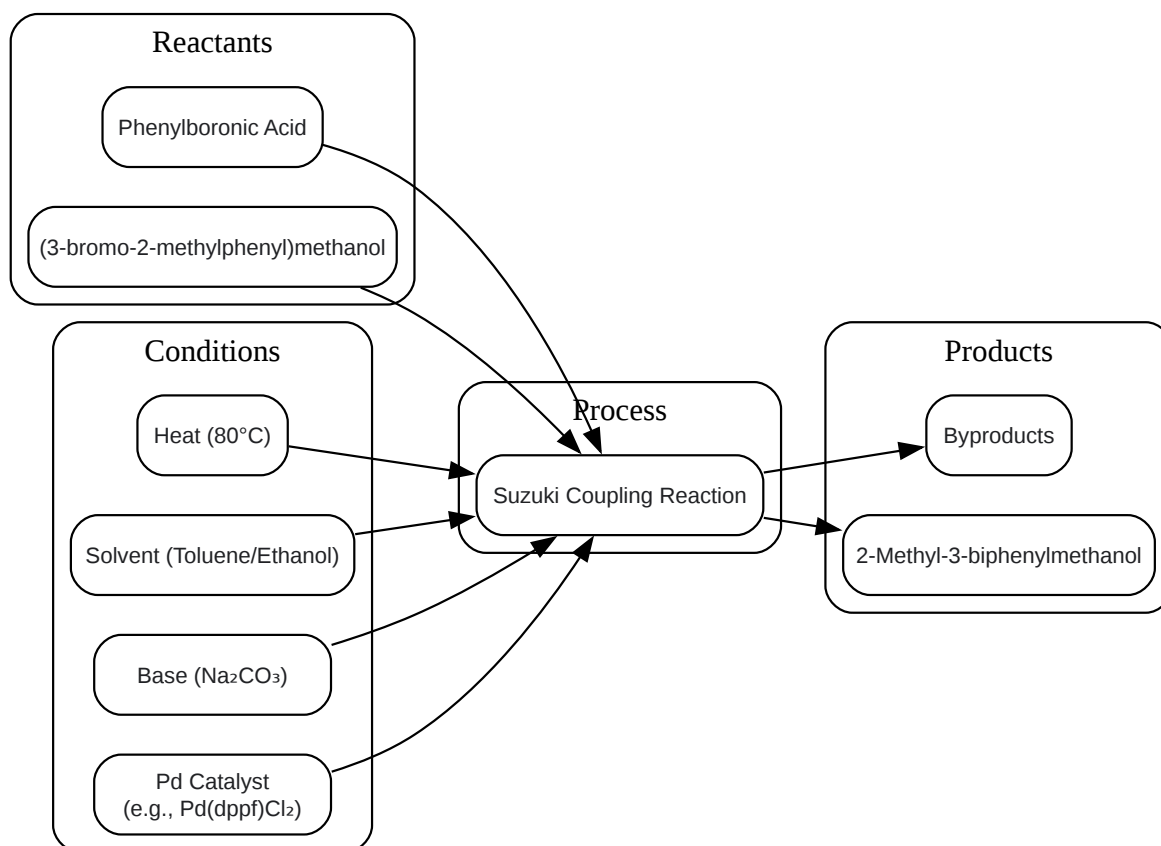 Reactants
Phenylboronic Acid
(3-bromo-2-methylphenyl)methanol
Conditions
Heat (80°C)
Solvent (Toluene/Ethanol)
Base (Na₂CO₃)
Pd Catalyst
(e.g., Pd(dppf)Cl₂)
Process
Suzuki Coupling Reaction
Products
Byproducts
2-Methyl-3-biphenylmethanol